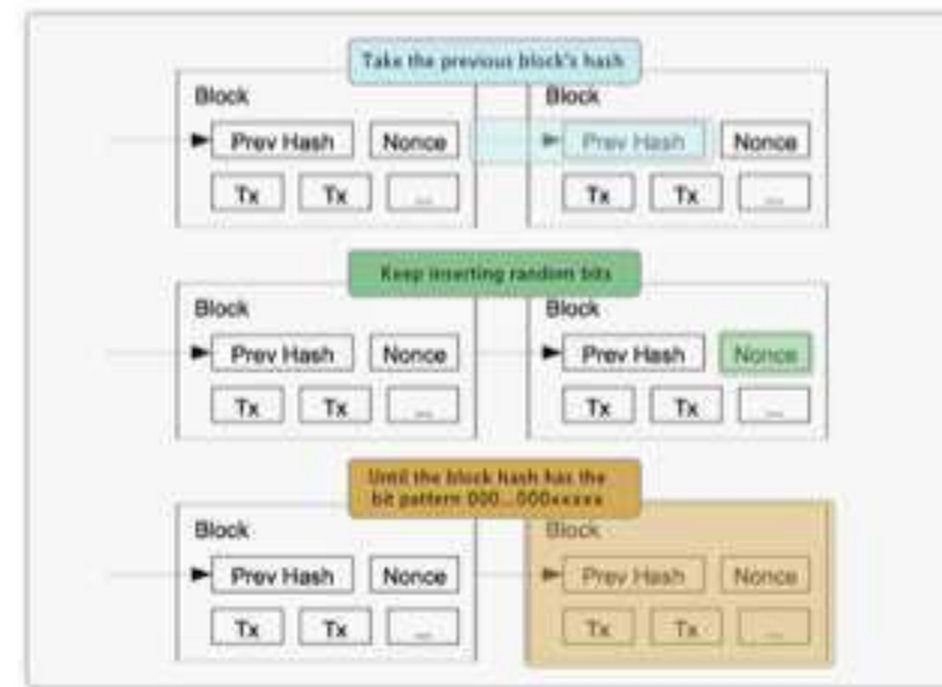 Take the previous block's hash
Block
Block
Prev Hash
Nonce
Prev Hash
Nonce
Tx
Tx
...
Tx
Tx
...
Keep inserting random bits
Block
Block
Prev Hash
Nonce
Prev Hash
Nonce
Tx
Tx
...
Tx
Tx
...
Until the block hash has the
bit pattern 000...000xxxxx
Block
Block
Prev Hash
Nonce
Prev Hash
Nonce
Tx
Tx
...
Tx
Tx
...